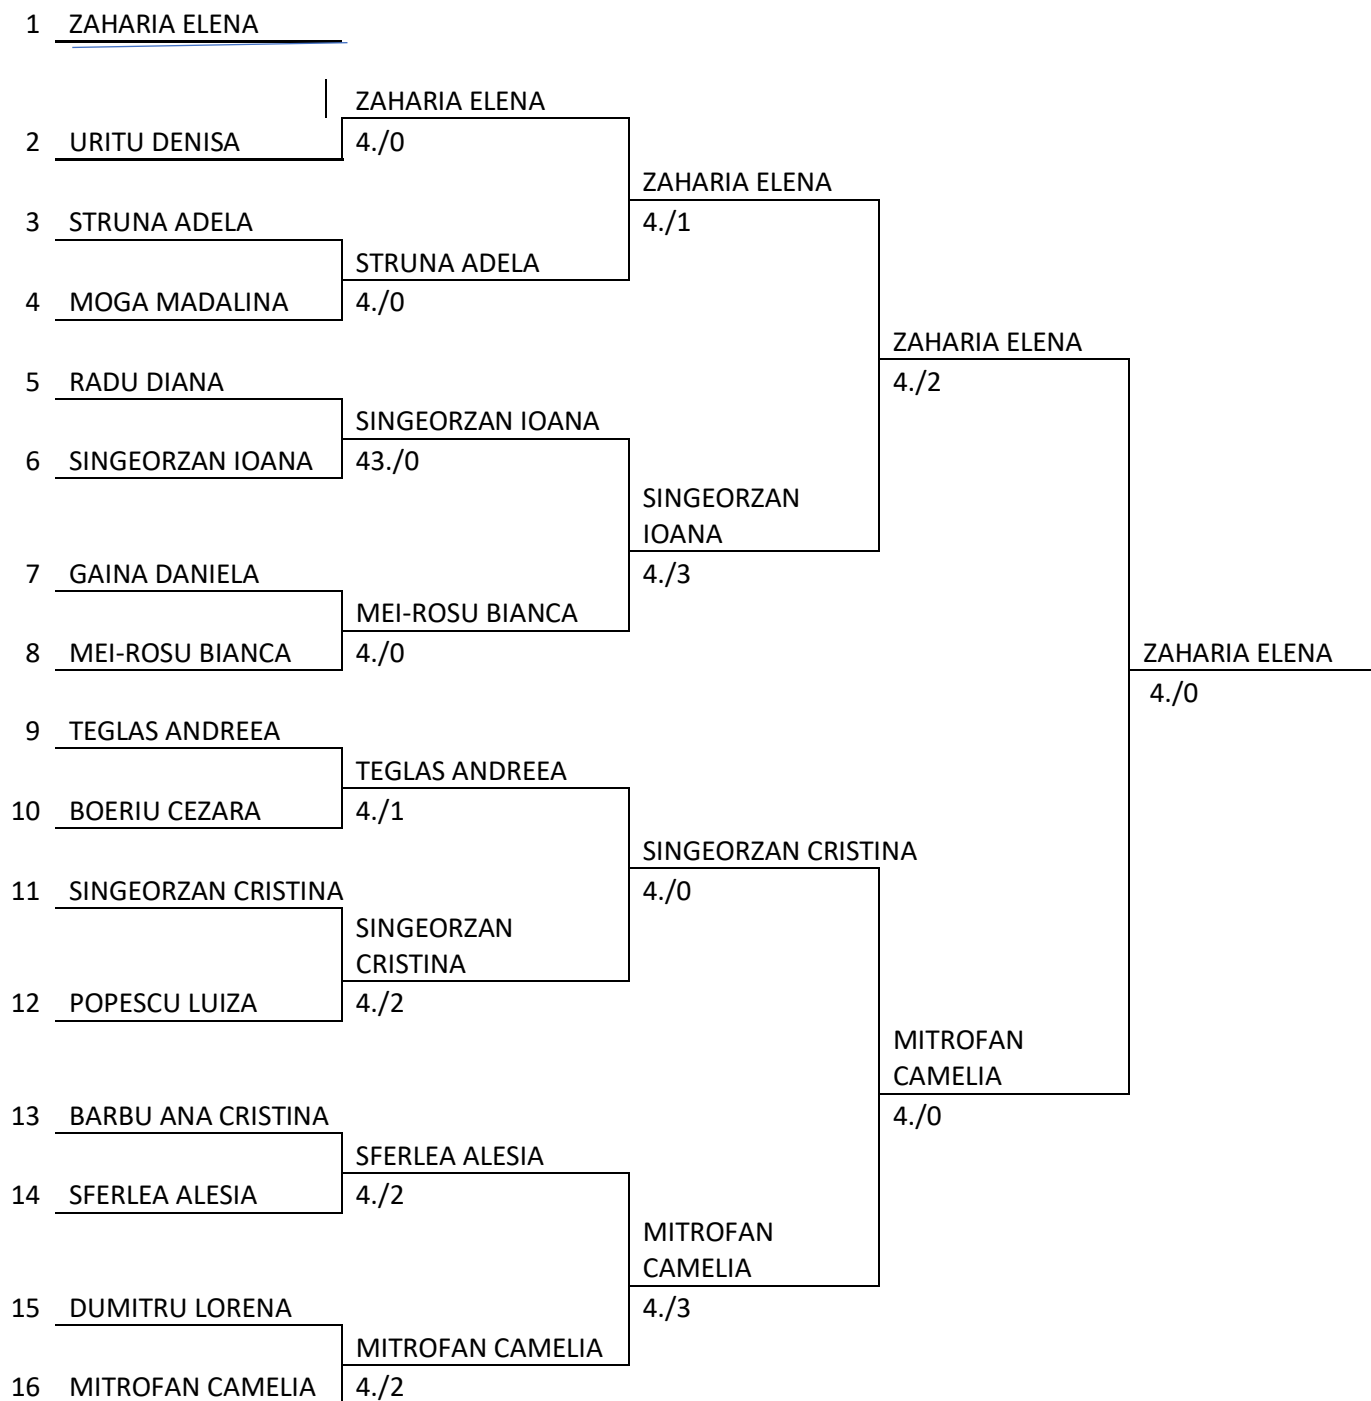 1 ZAHARIA ELENA
ZAHARIA ELENA
2 URITU DENISA 4./0
ZAHARIA ELENA
3 STRUNA ADELA 4./1
STRUNA ADELA
4 MOGA MADALINA 4./0
ZAHARIA ELENA
5 RADU DIANA 4./2
SINGEORZAN IOANA
6 SINGEORZAN IOANA 43./0
SINGEORZAN
IOANA
7 GAINA DANIELA 4./3
MEI-ROSU BIANCA
8 MEI-ROSU BIANCA 4./0 ZAHARIA ELENA
4./0
9 TEGLAS ANDREEA
TEGLAS ANDREEA
10 BOERIU CEZARA 4./1
SINGEORZAN CRISTINA
11 SINGEORZAN CRISTINA 4./0
SINGEORZAN
CRISTINA
12 POPESCU LUIZA 4./2
MITROFAN
CAMELIA
13 BARBU ANA CRISTINA 4./0
SFERLEA ALESIA
14 SFERLEA ALESIA 4./2
MITROFAN
CAMELIA
15 DUMITRU LORENA 4./3
MITROFAN CAMELIA
16 MITROFAN CAMELIA 4./2